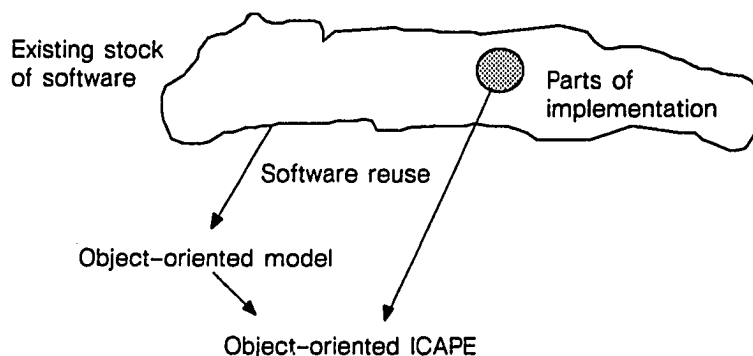 Existing stock
of software
Parts of
implementation
Software reuse
Object-oriented model
Object-oriented ICAPE